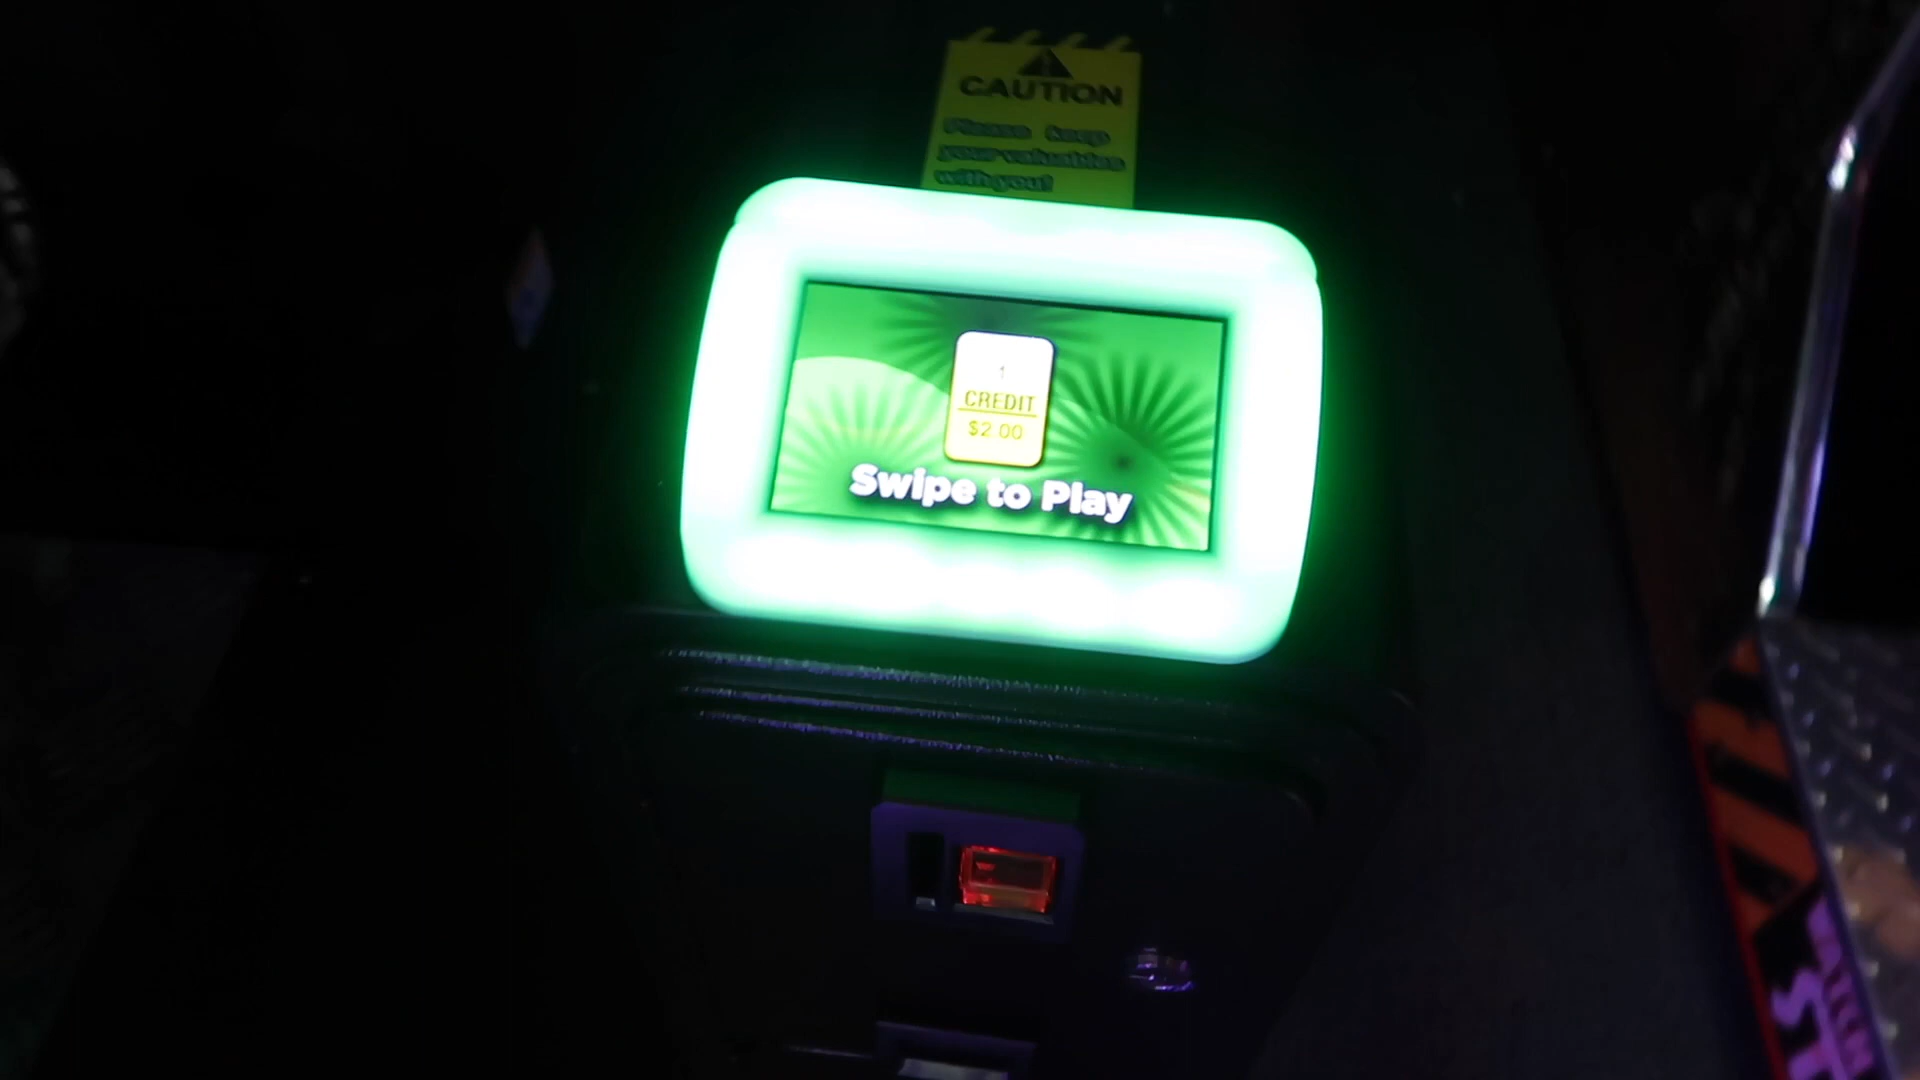 CAUTION
Please keep
your valuables
with you!
1
CREDIT
$2.00
Swipe to Play